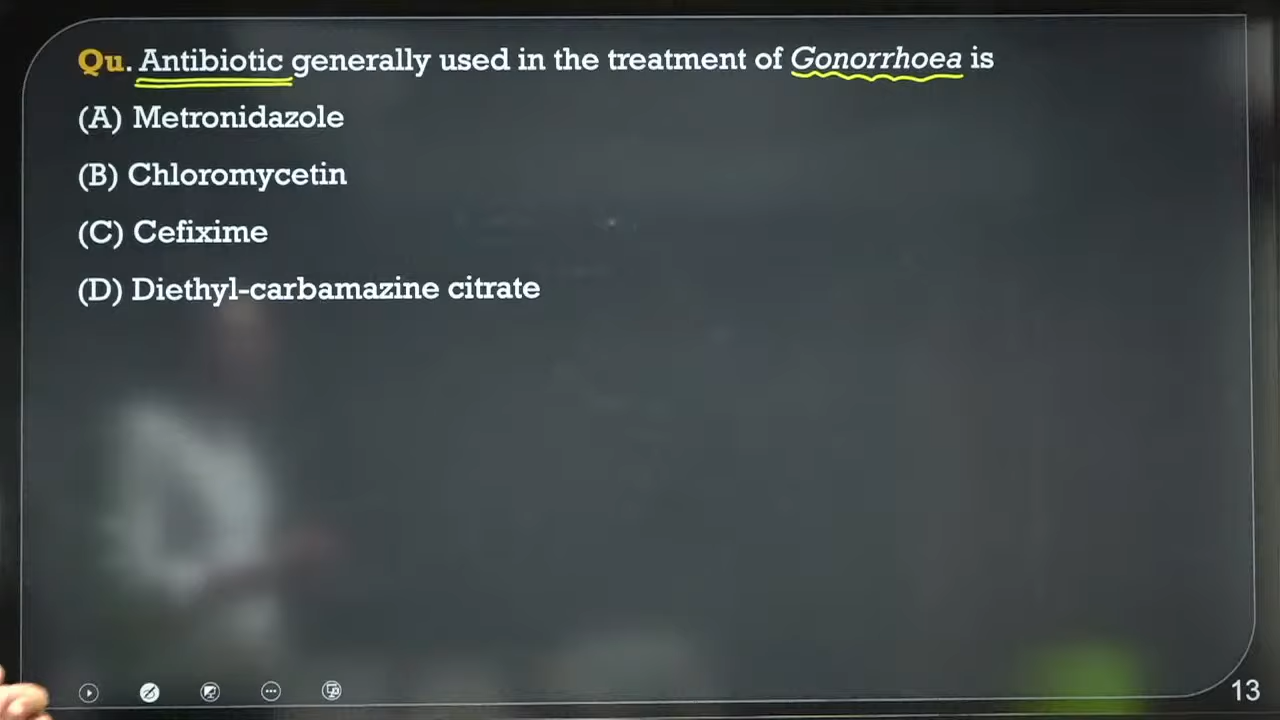 Qu. Antibiotic generally used in the treatment of Gonorrhoea is
(A) Metronidazole
(B) Chloromycetin
(C) Cefixime
(D) Diethyl-carbamazine citrate
13